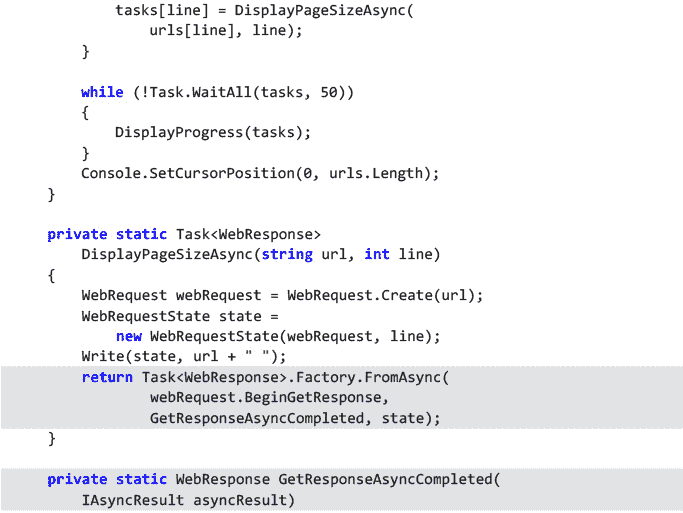 tasks[line] = DisplayPageSizeAsync(
urls[line], line);
}
while (!Task.WaitAll(tasks, 50))
{
DisplayProgress(tasks);
}
Console.SetCursorPosition(0, urls.Length);
}
private static Task<WebResponse>
DisplayPageSizeAsync(string url, int line)
{
WebRequest webRequest = WebRequest.Create(url);
WebRequestState state =
new WebRequestState(webRequest, line);
Write(state, url + " ");
return Task<WebResponse>.Factory.FromAsync(
webRequest.BeginGetResponse,
GetResponseAsyncCompleted, state);
}
private static WebResponse GetResponseAsyncCompleted(
IAsyncResult asyncResult)